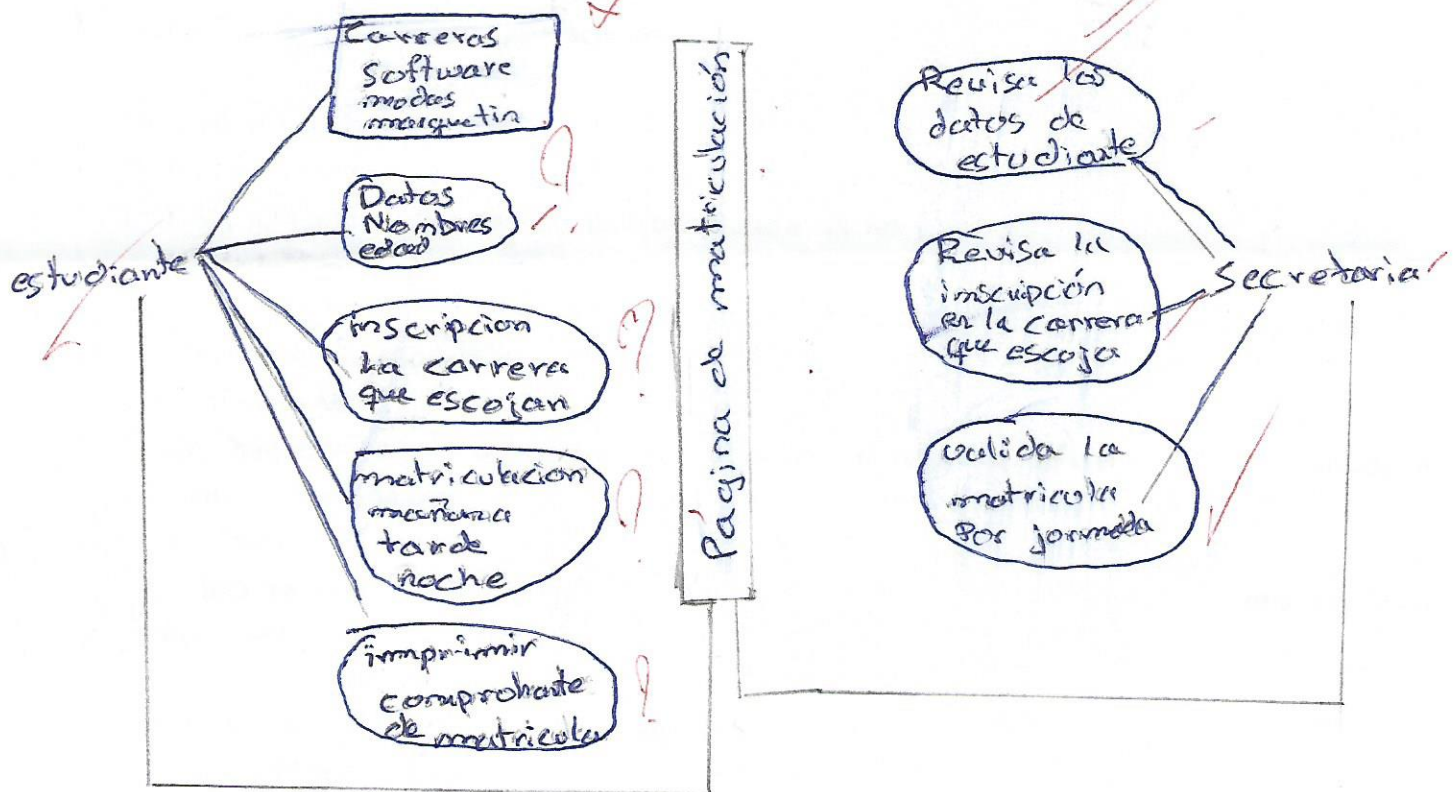 Carreras
Software
modas
marquetin
Datos
Nombres
edad
estudiante
inscripcion
La carrera
que escojan
matriculacion
mañana
tarde
noche
imprimir
comprobante
de matricula
Página de matriculación
Revisa los
datos de
estudiante
Revisa la
inscripción
en la carrera
que escoja
Secretaria
valida la
matricula
Por jornada